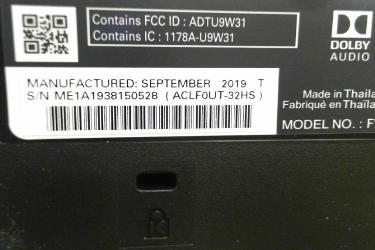 Contains FCC ID : ADTU9W31
Contains IC : 1178A-U9W31
DOLBY
AUDIO
MANUFACTURED: SEPTEMBER 2019 T
S/N ME1A1938150528 ( ACLF0UT-32HS )
Made in Thaila
Fabriqué en Thaïla
MODEL NO. : F